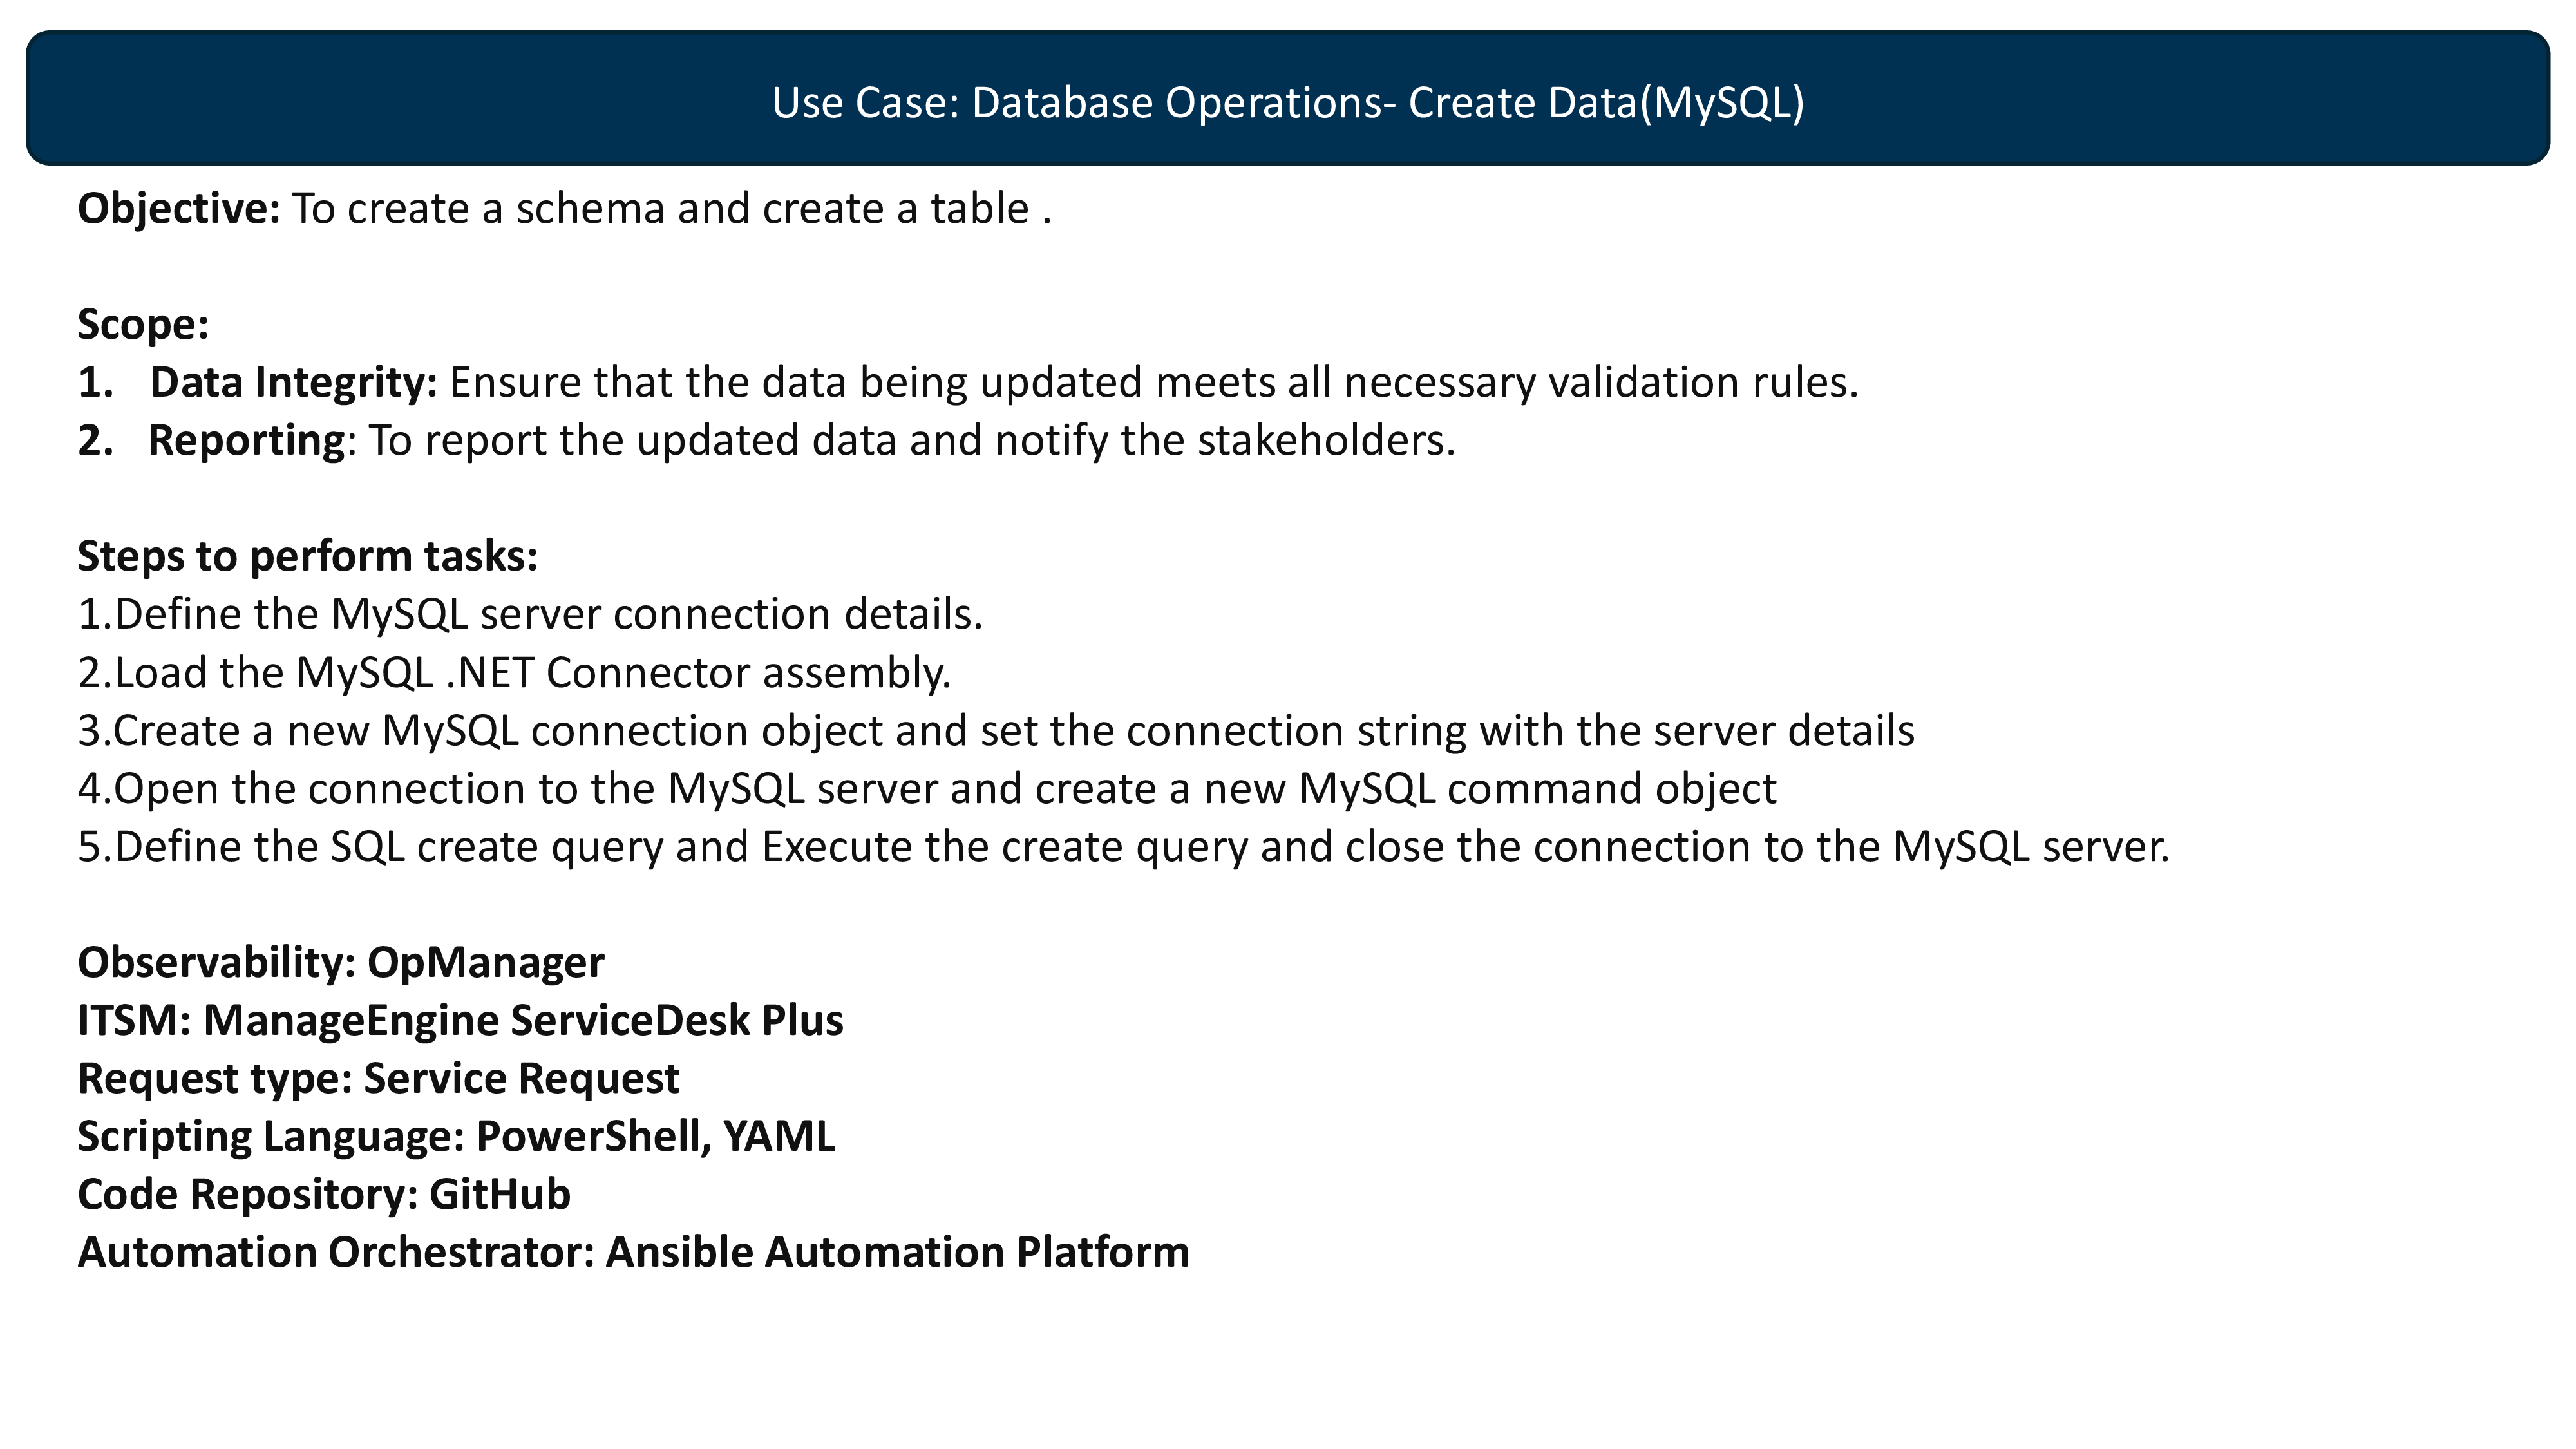 Use Case: Database Operations- Create Data(MySQL)
Objective: To create a schema and create a table .
Scope:
1. Data Integrity: Ensure that the data being updated meets all necessary validation rules.
2. Reporting: To report the updated data and notify the stakeholders.
Steps to perform tasks:
1.Define the MySQL server connection details.
2.Load the MySQL .NET Connector assembly.
3.Create a new MySQL connection object and set the connection string with the server details
4.Open the connection to the MySQL server and create a new MySQL command object
5.Define the SQL create query and Execute the create query and close the connection to the MySQL server.
Observability: OpManager
ITSM: ManageEngine ServiceDesk Plus
Request type: Service Request
Scripting Language: PowerShell, YAML
Code Repository: GitHub
Automation Orchestrator: Ansible Automation Platform